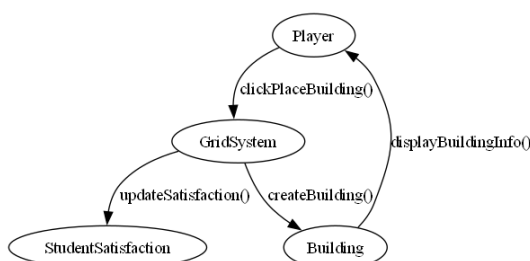 Player
clickPlaceBuilding()
GridSystem
displayBuildingInfo()
updateSatisfaction()
createBuilding()
StudentSatisfaction
Building